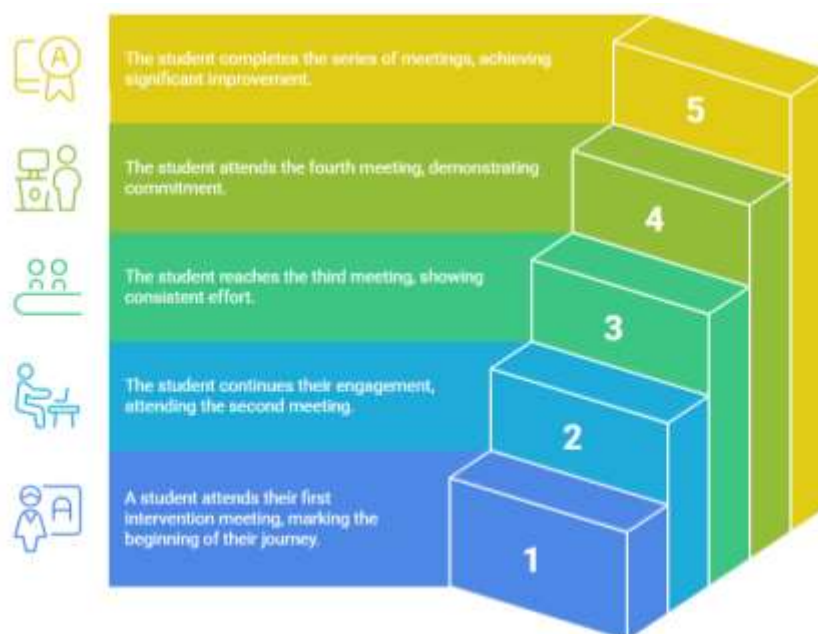 The student completes the series of meetings, achieving
significant improvement.
5
The student attends the fourth meeting, demonstrating
commitment.
4
The student reaches the third meeting, showing
consistent effort.
3
The student continues their engagement,
attending the second meeting.
2
A student attends their first
intervention meeting, marking the
beginning of their journey.
1
A